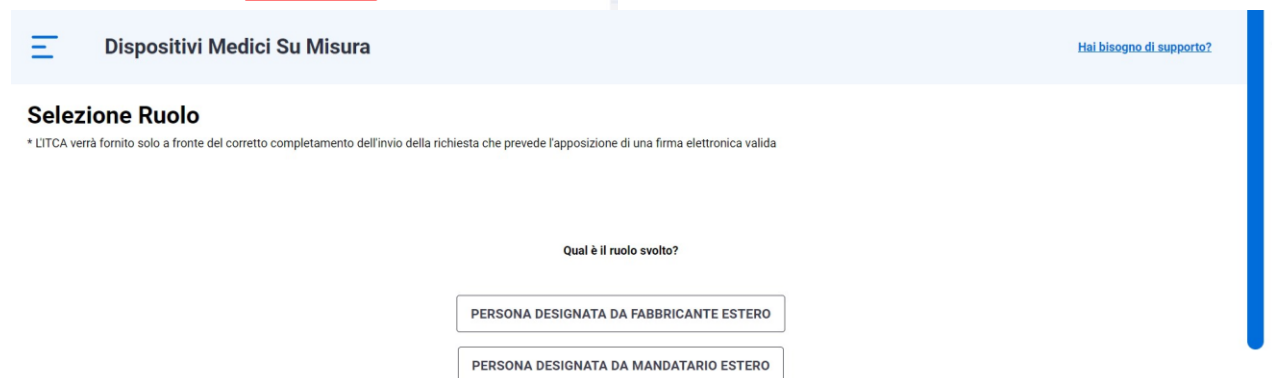 Dispositivi Medici Su Misura
Hai bisogno di supporto?
Selezione Ruolo
* L'ITCA verrà fornito solo a fronte del corretto completamento dell'invio della richiesta che prevede l'apposizione di una firma elettronica valida
Qual è il ruolo svolto?
PERSONA DESIGNATA DA FABBRICANTE ESTERO
PERSONA DESIGNATA DA MANDATARIO ESTERO